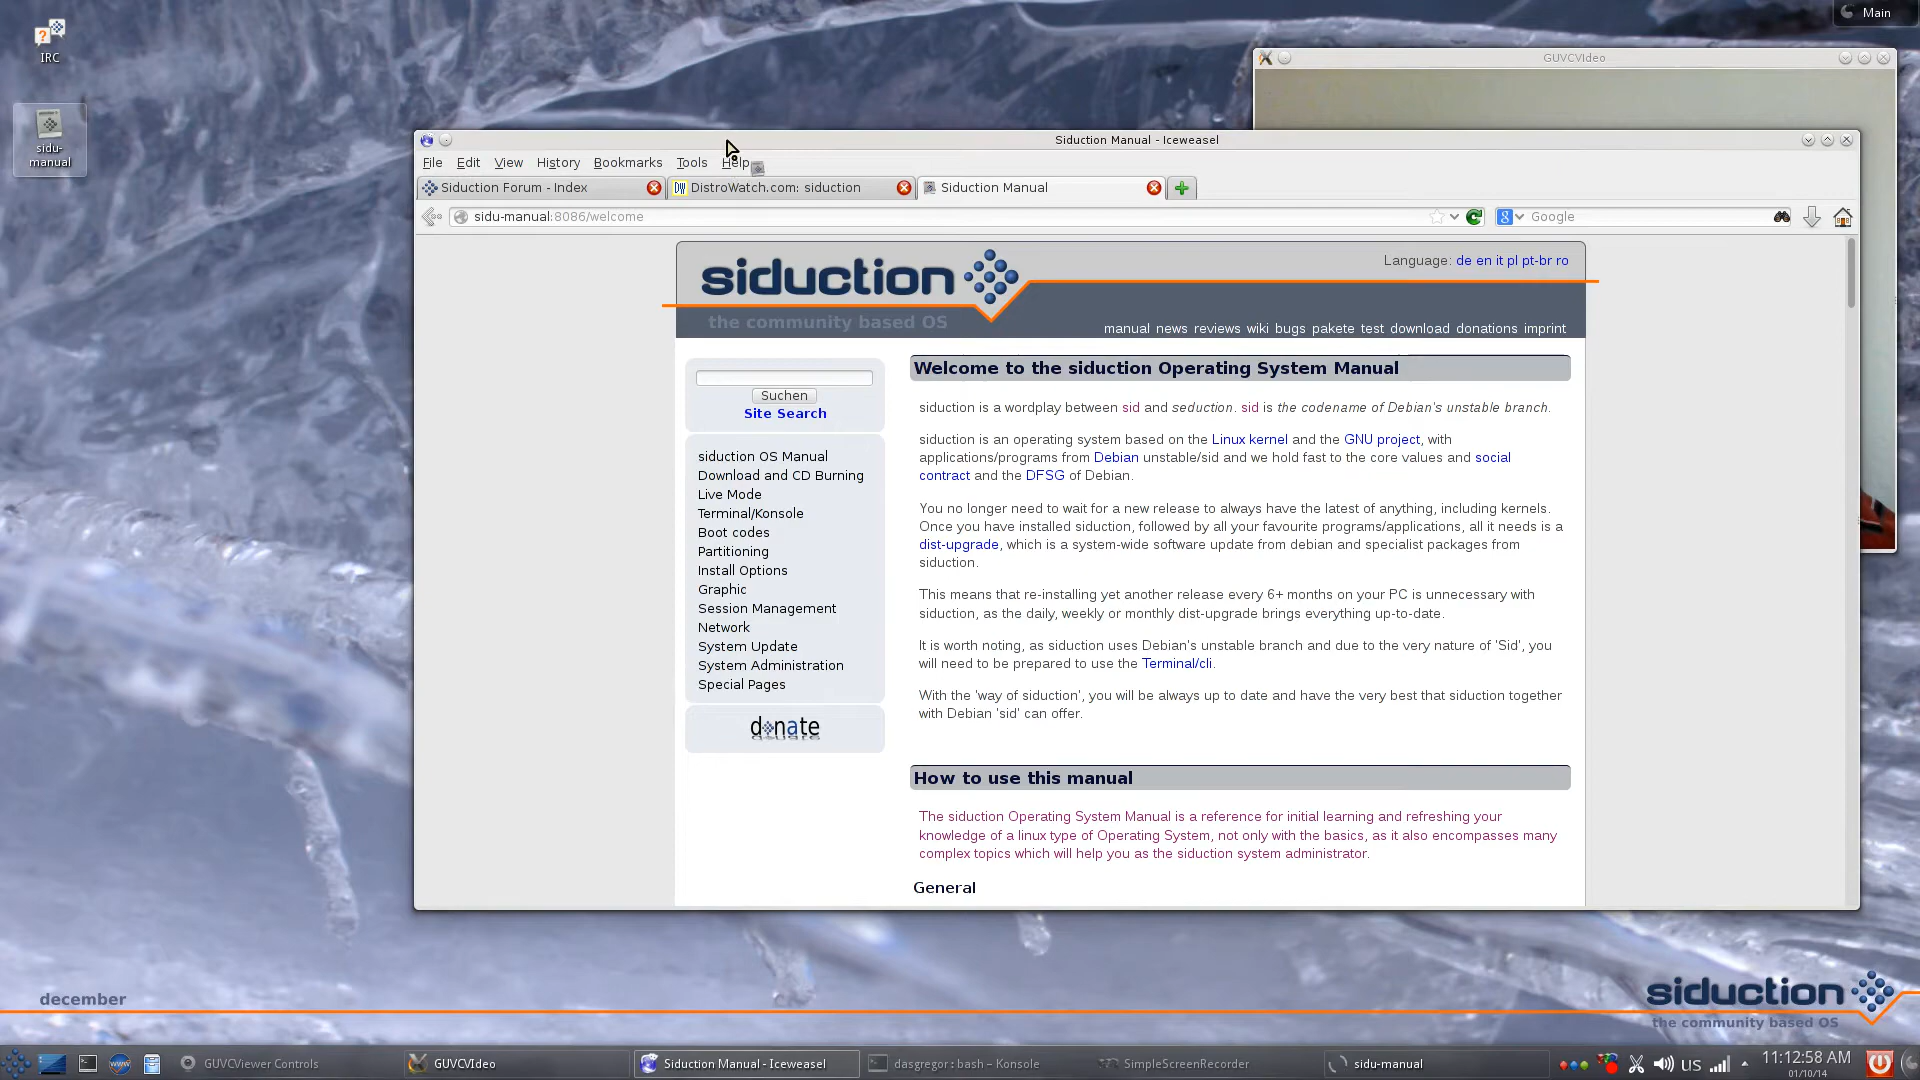 Main
IRC
sidu-
manual
GUVCVIdeo
Siduction Manual - Iceweasel
File Edit View History Bookmarks Tools Help
Siduction Forum - Index
DistroWatch.com: siduction
Siduction Manual
sidu-manual:8086/welcome
Google
siduction
the community based OS
Language: de en it pl pt-br ro
manual news reviews wiki bugs pakete test download donations imprint
Suchen
Site Search
siduction OS Manual
Download and CD Burning
Live Mode
Terminal/Konsole
Boot codes
Partitioning
Install Options
Graphic
Session Management
Network
System Update
System Administration
Special Pages
donate
Welcome to the siduction Operating System Manual
siduction is a wordplay between sid and seduction. sid is the codename of Debian's unstable branch.
siduction is an operating system based on the Linux kernel and the GNU project, with
applications/programs from Debian unstable/sid and we hold fast to the core values and social
contract and the DFSG of Debian.
You no longer need to wait for a new release to always have the latest of anything, including kernels.
Once you have installed siduction, followed by all your favourite programs/applications, all it needs is a
dist-upgrade, which is a system-wide software update from debian and specialist packages from
siduction.
This means that re-installing yet another release every 6+ months on your PC is unnecessary with
siduction, as the daily, weekly or monthly dist-upgrade brings everything up-to-date.
It is worth noting, as siduction uses Debian's unstable branch and due to the very nature of 'Sid', you
will need to be prepared to use the Terminal/cli.
With the 'way of siduction', you will be always up to date and have the very best that siduction together
with Debian 'sid' can offer.
How to use this manual
The siduction Operating System Manual is a reference for initial learning and refreshing your
knowledge of a linux type of Operating System, not only with the basics, as it also encompasses many
complex topics which will help you as the siduction system administrator.
General
december
siduction
the community based OS
GUVCViewer Controls
GUVCVIdeo
Siduction Manual - Iceweasel
dasgregor : bash – Konsole
SimpleScreenRecorder
sidu-manual
US
11:12:58 AM
01/10/14